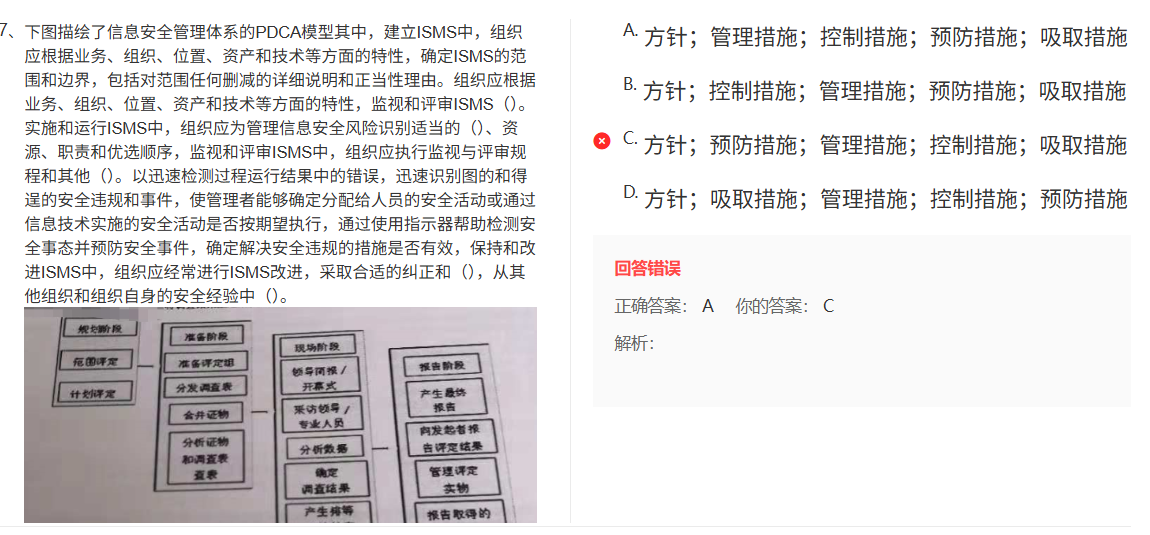 7、下图描绘了信息安全管理体系的PDCA模型其中，建立ISMS中，组织
应根据业务、组织、位置、资产和技术等方面的特性，确定ISMS的范
围和边界，包括对范围任何删减的详细说明和正当性理由。组织应根据
业务、组织、位置、资产和技术等方面的特性，监视和评审ISMS（）。
实施和运行ISMS中，组织应为管理信息安全风险识别适当的（）、资
源、职责和优选顺序，监视和评审ISMS中，组织应执行监视与评审规
程和其他（）。以迅速检测过程运行结果中的错误，迅速识别图的和得
逞的安全违规和事件，使管理者能够确定分配给人员的安全活动或通过
信息技术实施的安全活动是否按期望执行，通过使用指示器帮助检测安
全事态并预防安全事件，确定解决安全违规的措施是否有效，保持和改
进ISMS中，组织应经常进行ISMS改进，采取合适的纠正和（），从其
他组织和组织自身的安全经验中（）。
规划阶段
范围评定
计划评定
准备阶段
准备评定组
分发调查表
合并证物
分析证物
和调查表
查表
现场阶段
领导简报/
开幕式
采访领导/
专业人员
分析数据
确定
调查结果
产生
报告阶段
产生最终
报告
向发起者报
告评定结果
管理评定
实物
报告取得的
A. 方针；管理措施；控制措施；预防措施；吸取措施
B. 方针；控制措施；管理措施；预防措施；吸取措施
C. 方针；预防措施；管理措施；控制措施；吸取措施
D. 方针；吸取措施；管理措施；控制措施；预防措施
回答错误
正确答案： A 你的答案： C
解析：